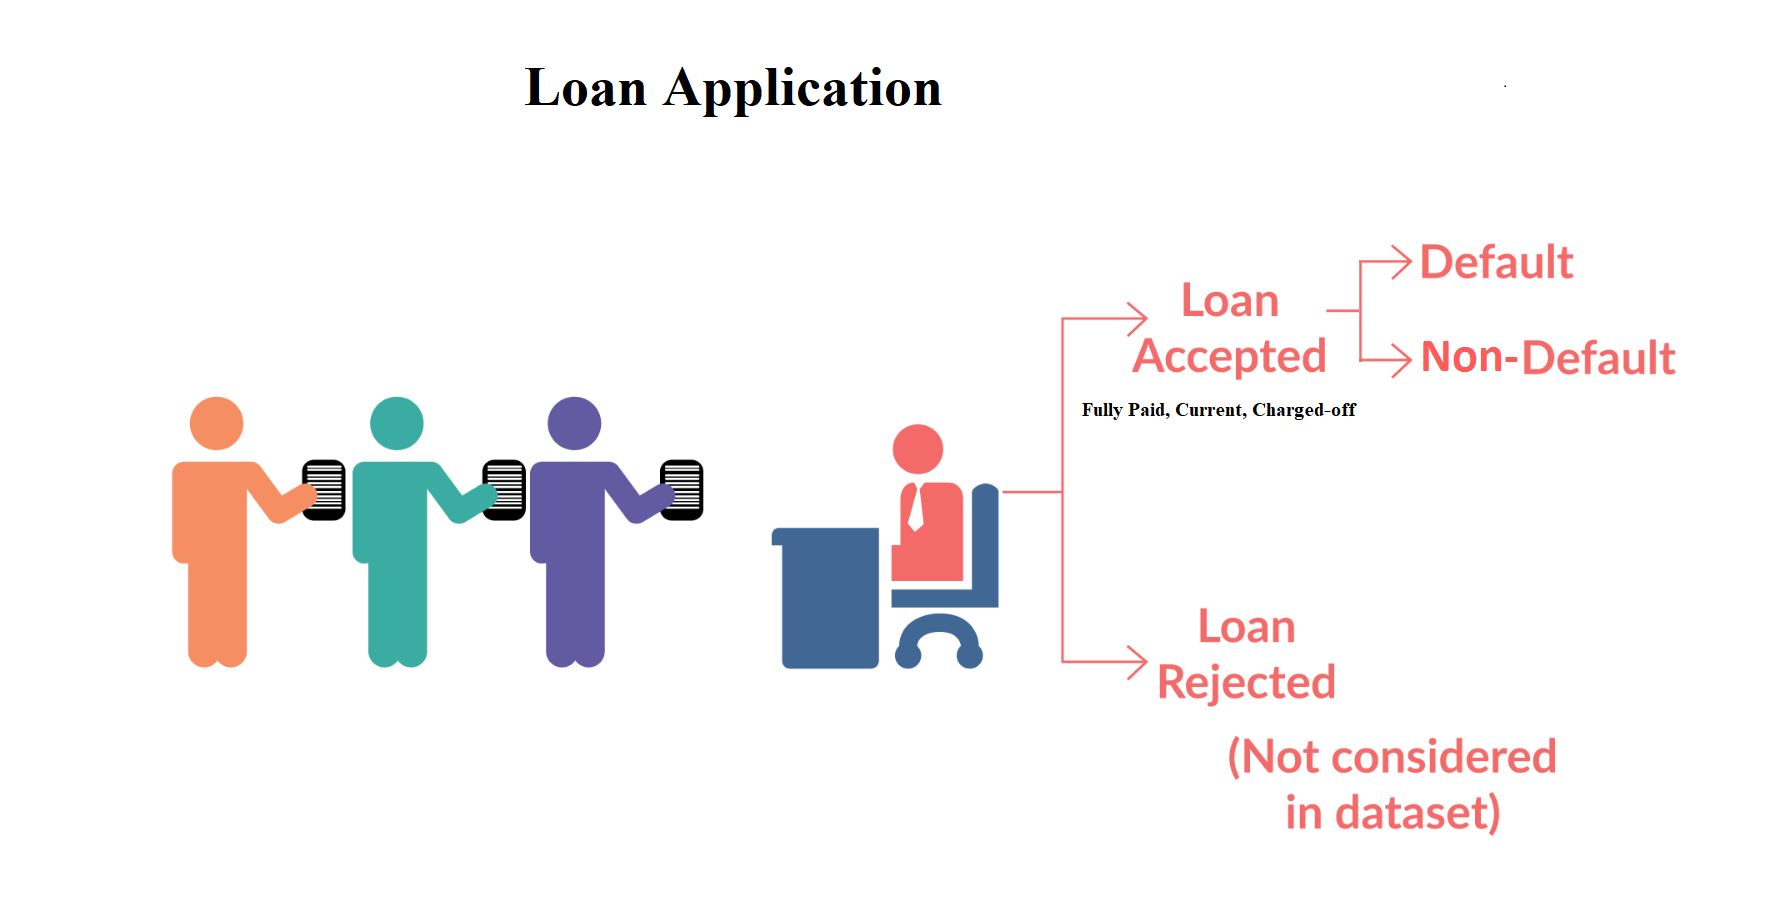 Loan Application
Default
Loan
Accepted
Non-Default
Fully Paid, Current, Charged-off
Loan
Rejected
(Not considered
in dataset)